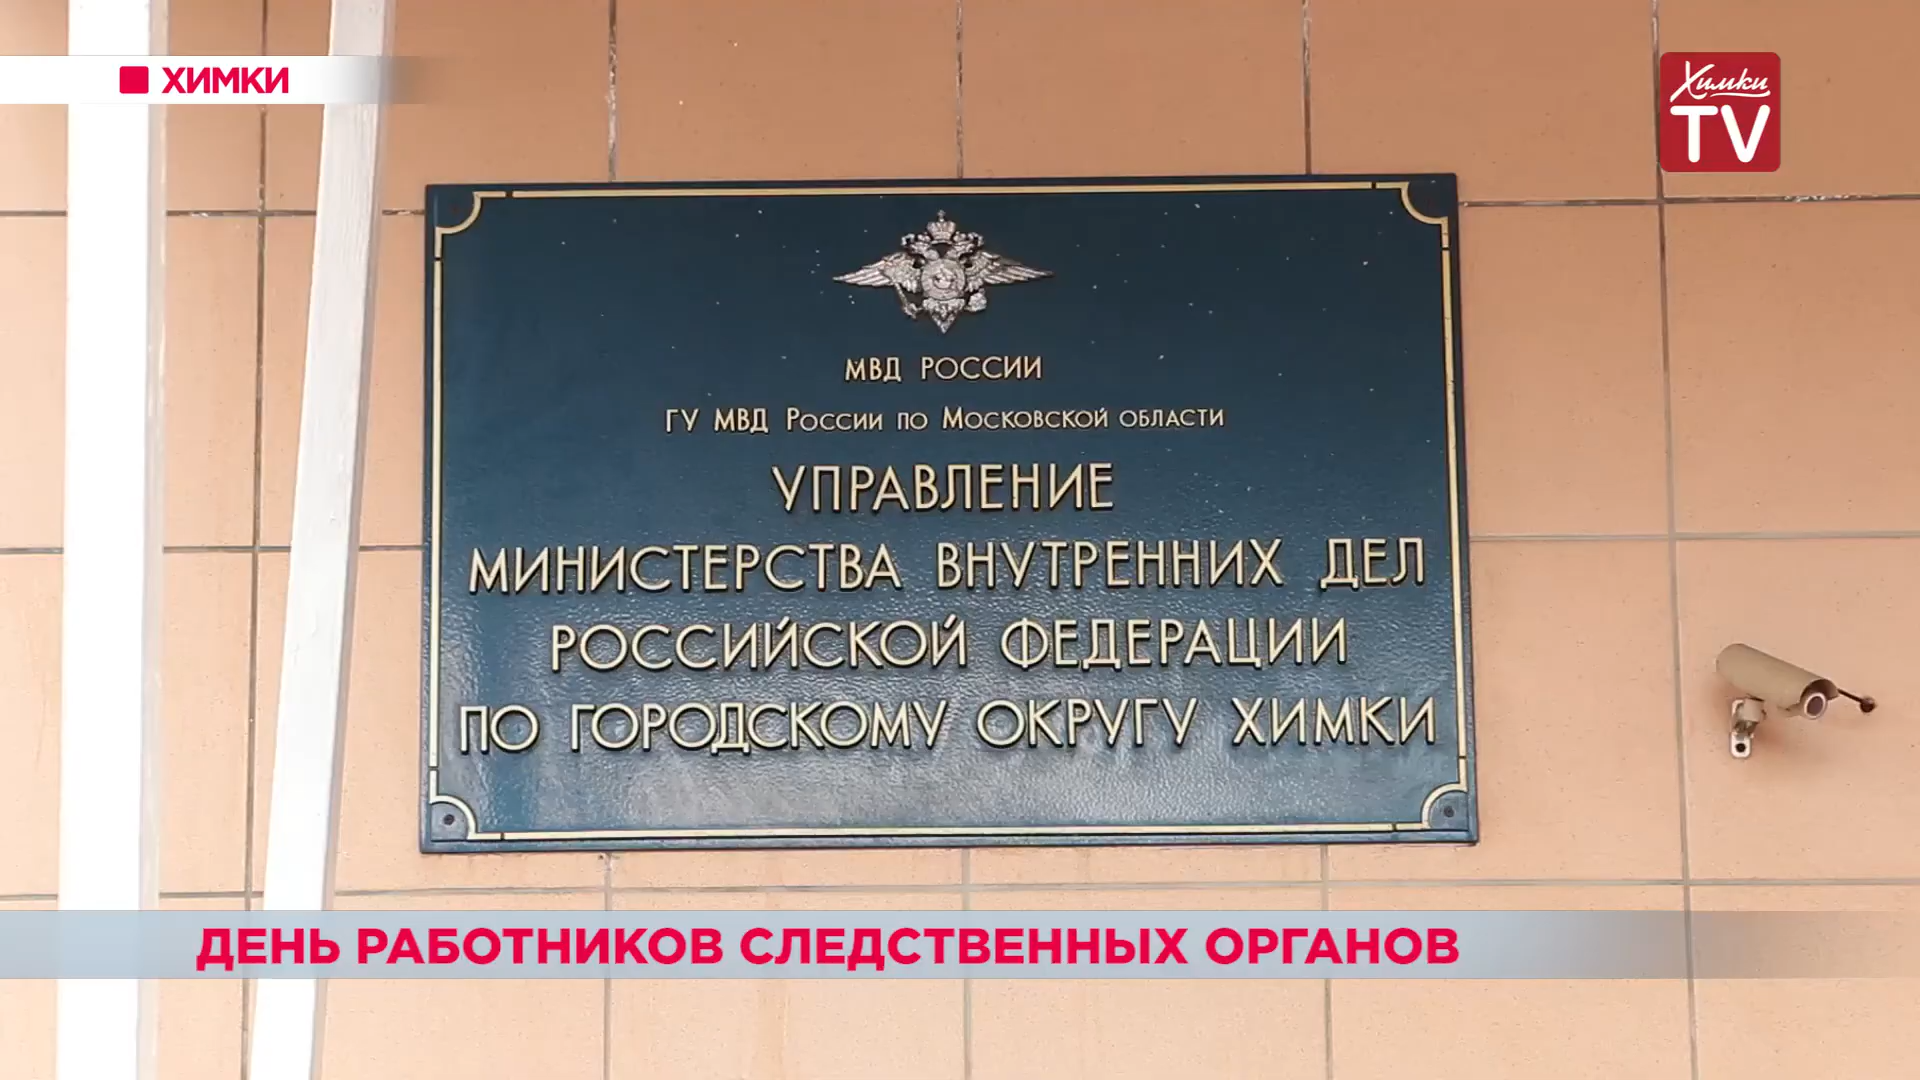 ХИМКИ
Химки
TV
МВД РОССИИ
ГУ МВД России по Московской области
УПРАВЛЕНИЕ
МИНИСТЕРСТВА ВНУТРЕННИХ ДЕЛ
РОССИЙСКОЙ ФЕДЕРАЦИИ
ПО ГОРОДСКОМУ ОКРУГУ ХИМКИ
ДЕНЬ РАБОТНИКОВ СЛЕДСТВЕННЫХ ОРГАНОВ